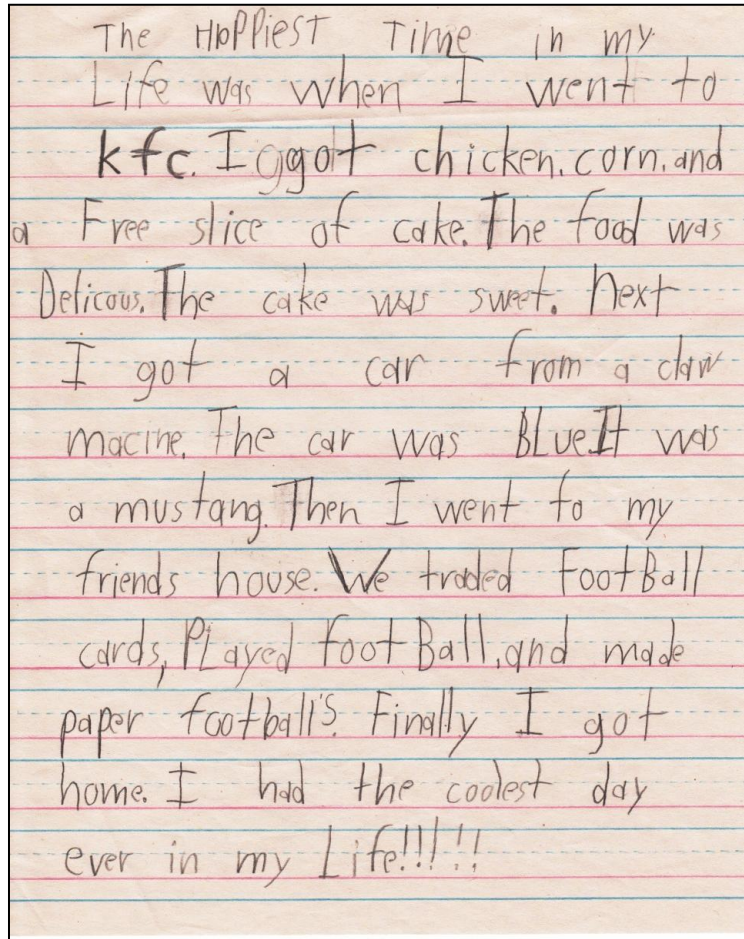 The HaPPiest Time in my
Life was when I went to
kfc. I ggot chicken, corn, and
a Free slice of cake. The food was
Delicous. The cake was sweet. Next
I got a car from a claw
macine. The car was BLue. It was
a mustang. Then I went to my
friends house. We traded FootBall
cards, PLayed footBall, and made
paper football's. Finally I got
home. I had the coolest day
ever in my Life!!!!!